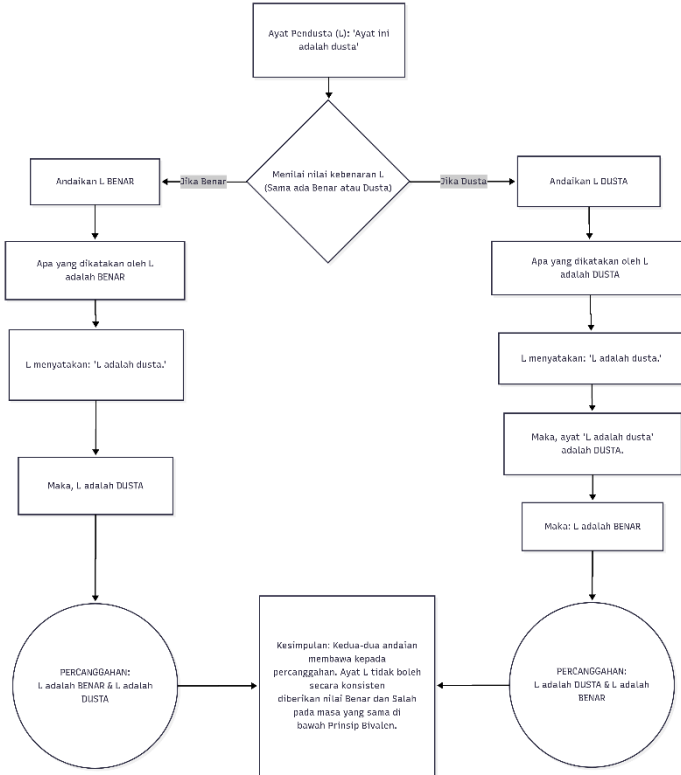 Ayat Pendusta (L): 'Ayat ini
adalah dusta'
Menilai nilai kebenaran L
(Sama ada Benar atau Dusta)
Jika Benar
Jika Dusta
Andaikan L BENAR
Apa yang dikatakan oleh L
adalah BENAR
L menyatakan: 'L adalah dusta.'
Maka, L adalah DUSTA
PERCANGGAHAN:
L adalah BENAR & L adalah
DUSTA
Andaikan L DUSTA
Apa yang dikatakan oleh L
adalah DUSTA
L menyatakan: 'L adalah dusta.'
Maka, ayat 'L adalah dusta'
adalah DUSTA.
Maka: L adalah BENAR
PERCANGGAHAN:
L adalah DUSTA & L adalah
BENAR
Kesimpulan: Kedua-dua andaian
membawa kepada
percanggahan. Ayat L tidak boleh
secara konsisten
diberikan nilai Benar dan Salah
pada masa yang sama di
bawah Prinsip Bivalen.